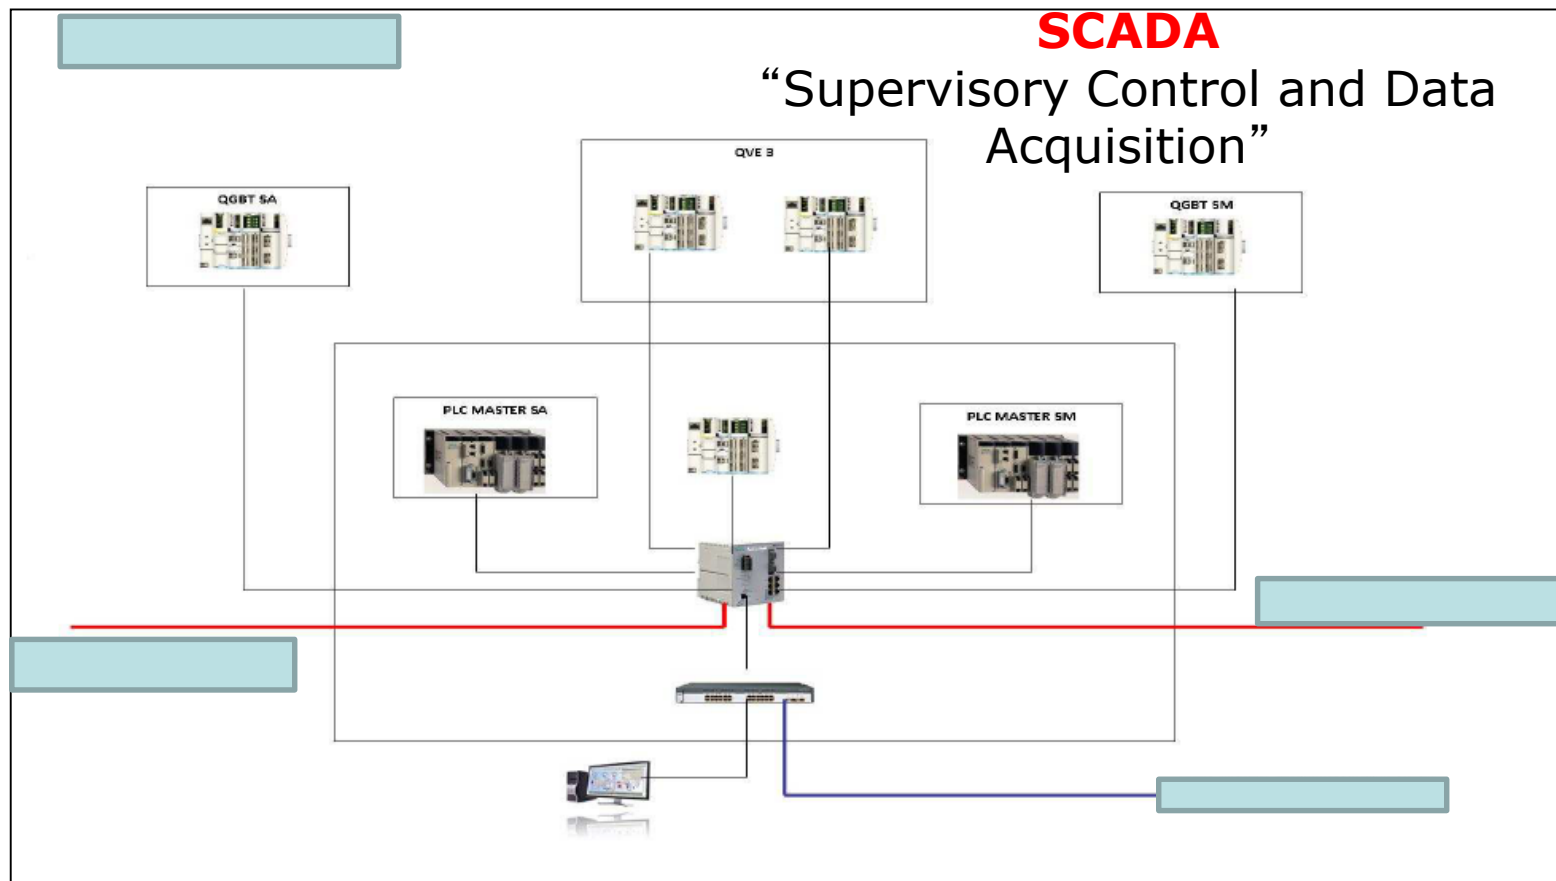 SCADA
“Supervisory Control and Data
Acquisition”
QVE 3
QGBT SA
QGBT SM
PLC MASTER SA
PLC MASTER SM